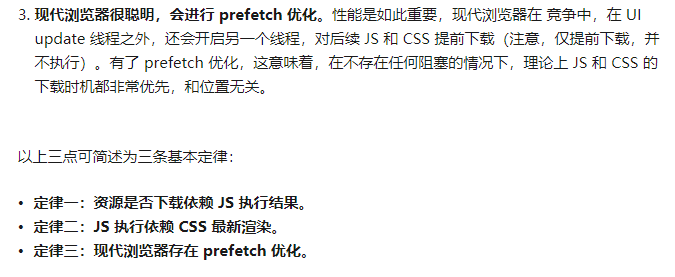 3. 现代浏览器很聪明，会进行 prefetch 优化。性能是如此重要，现代浏览器在 竞争中，在 UI
update 线程之外，还会开启另一个线程，对后续 JS 和 CSS 提前下载（注意，仅提前下载，并
不执行）。有了 prefetch 优化，这意味着，在不存在任何阻塞的情况下，理论上 JS 和 CSS 的
下载时机都非常优先，和位置无关。
以上三点可简述为三条基本定律：
• 定律一：资源是否下载依赖 JS 执行结果。
• 定律二：JS 执行依赖 CSS 最新渲染。
• 定律三：现代浏览器存在 prefetch 优化。